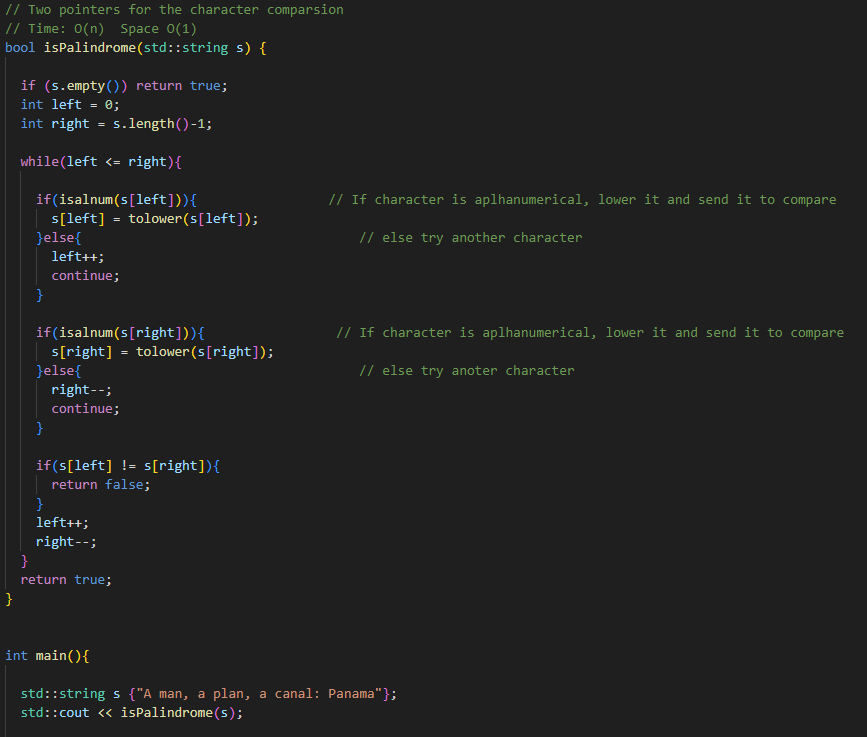 // Two pointers for the character comparsion
// Time: O(n)  Space O(1)
bool isPalindrome(std::string s) {
if (s.empty()) return true;
int left = 0;
int right = s.length()-1;
while(left <= right){
if(isalnum(s[left])){                 // If character is aplhanumerical, lower it and send it to compare
s[left] = tolower(s[left]);
}else{                                    // else try another character
left++;
continue;
}
if(isalnum(s[right])){                 // If character is aplhanumerical, lower it and send it to compare
s[right] = tolower(s[right]);
}else{                                    // else try anoter character
right--;
continue;
}
if(s[left] != s[right]){
return false;
}
left++;
right--;
}
return true;
}
int main(){
std::string s {"A man, a plan, a canal: Panama"};
std::cout << isPalindrome(s);